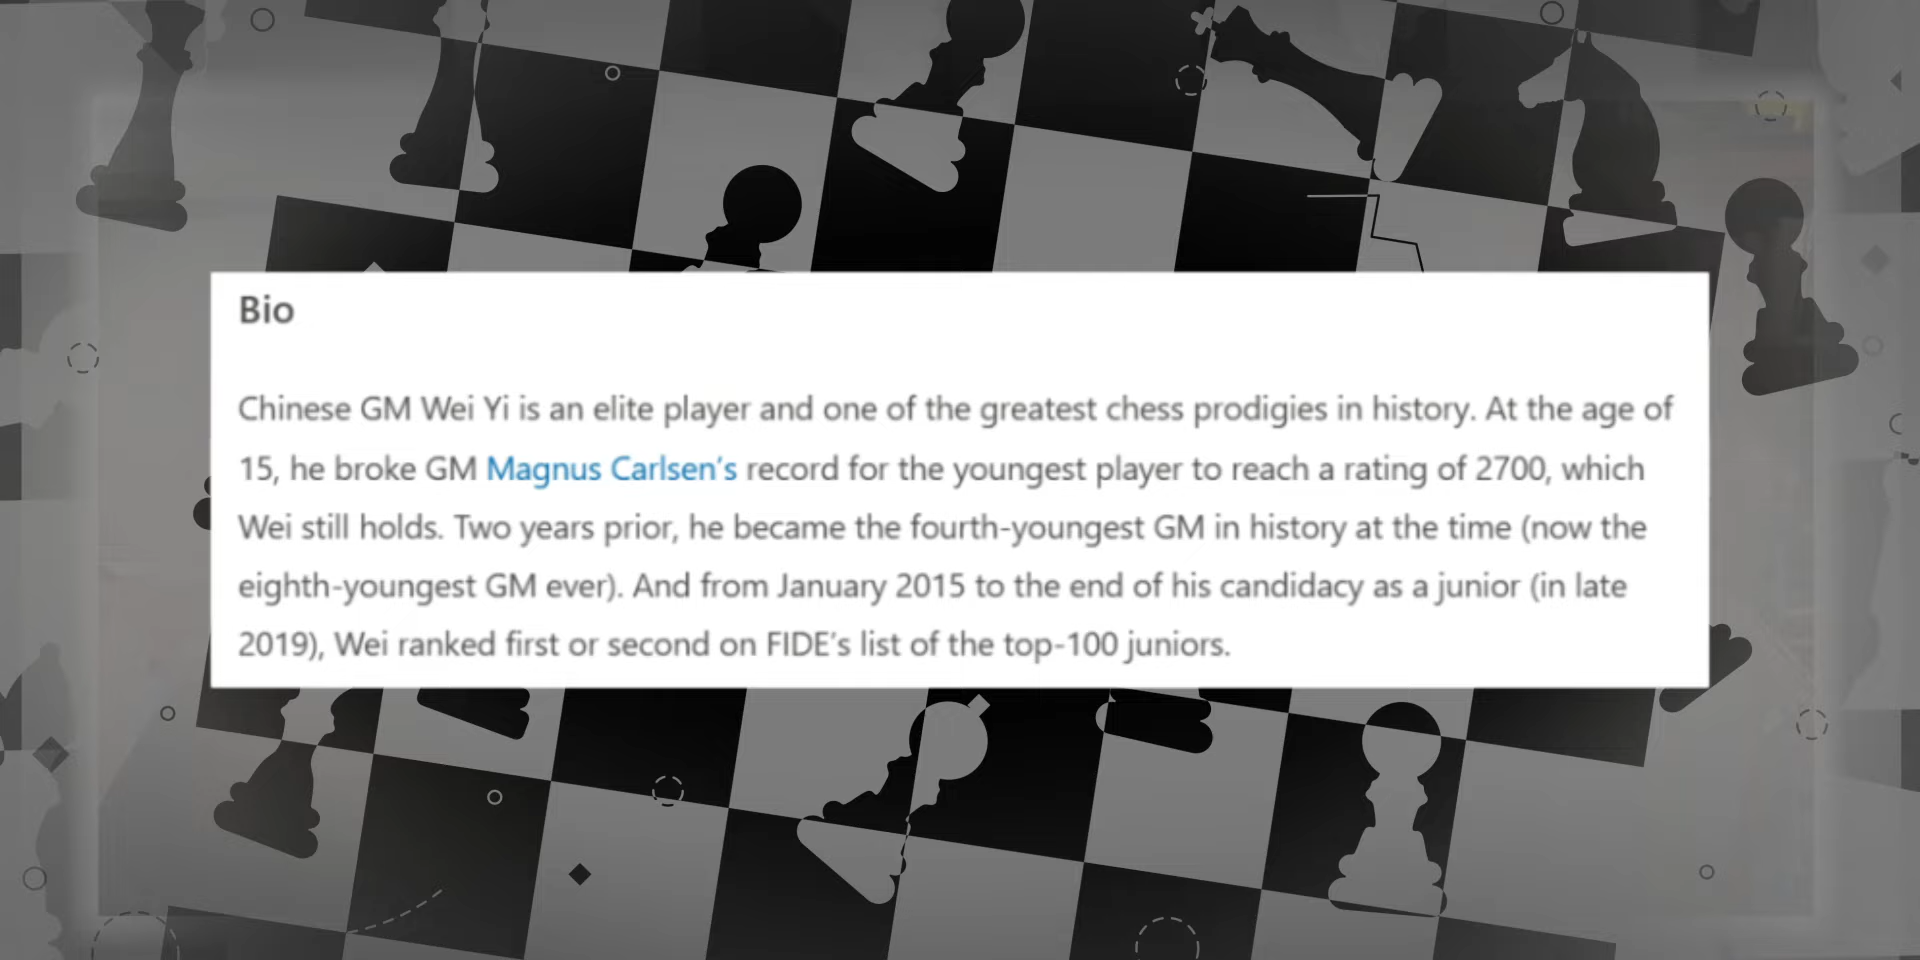 Bio
Chinese GM Wei Yi is an elite player and one of the greatest chess prodigies in history. At the age of
15, he broke GM Magnus Carlsen's record for the youngest player to reach a rating of 2700, which
Wei still holds. Two years prior, he became the fourth-youngest GM in history at the time (now the
eighth-youngest GM ever). And from January 2015 to the end of his candidacy as a junior (in late
2019), Wei ranked first or second on FIDE's list of the top-100 juniors.